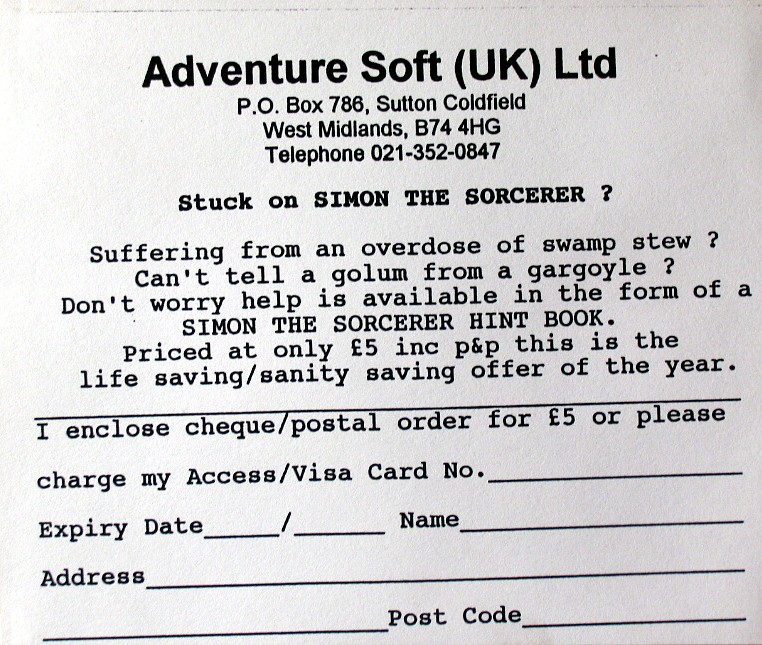 Adventure Soft (UK) Ltd
P.O. Box 786, Sutton Coldfield
West Midlands, B74 4HG
Telephone 021-352-0847
Stuck on SIMON THE SORCERER ?
Suffering from an overdose of swamp stew ?
Can't tell a golum from a gargoyle ?
Don't worry help is available in the form of a
SIMON THE SORCERER HINT BOOK.
Priced at only £5 inc p&p this is the
life saving/sanity saving offer of the year.
I enclose cheque/postal order for £5 or please
charge my Access/Visa Card No.
Expiry Date_____/______ Name
Address
Post Code